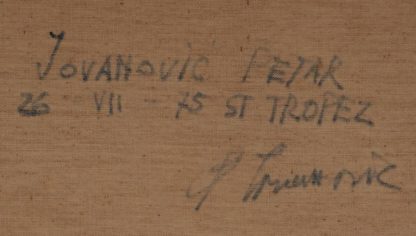 JOVANOVIĆ PETAR
26 VII - 75 ST TROPEZ